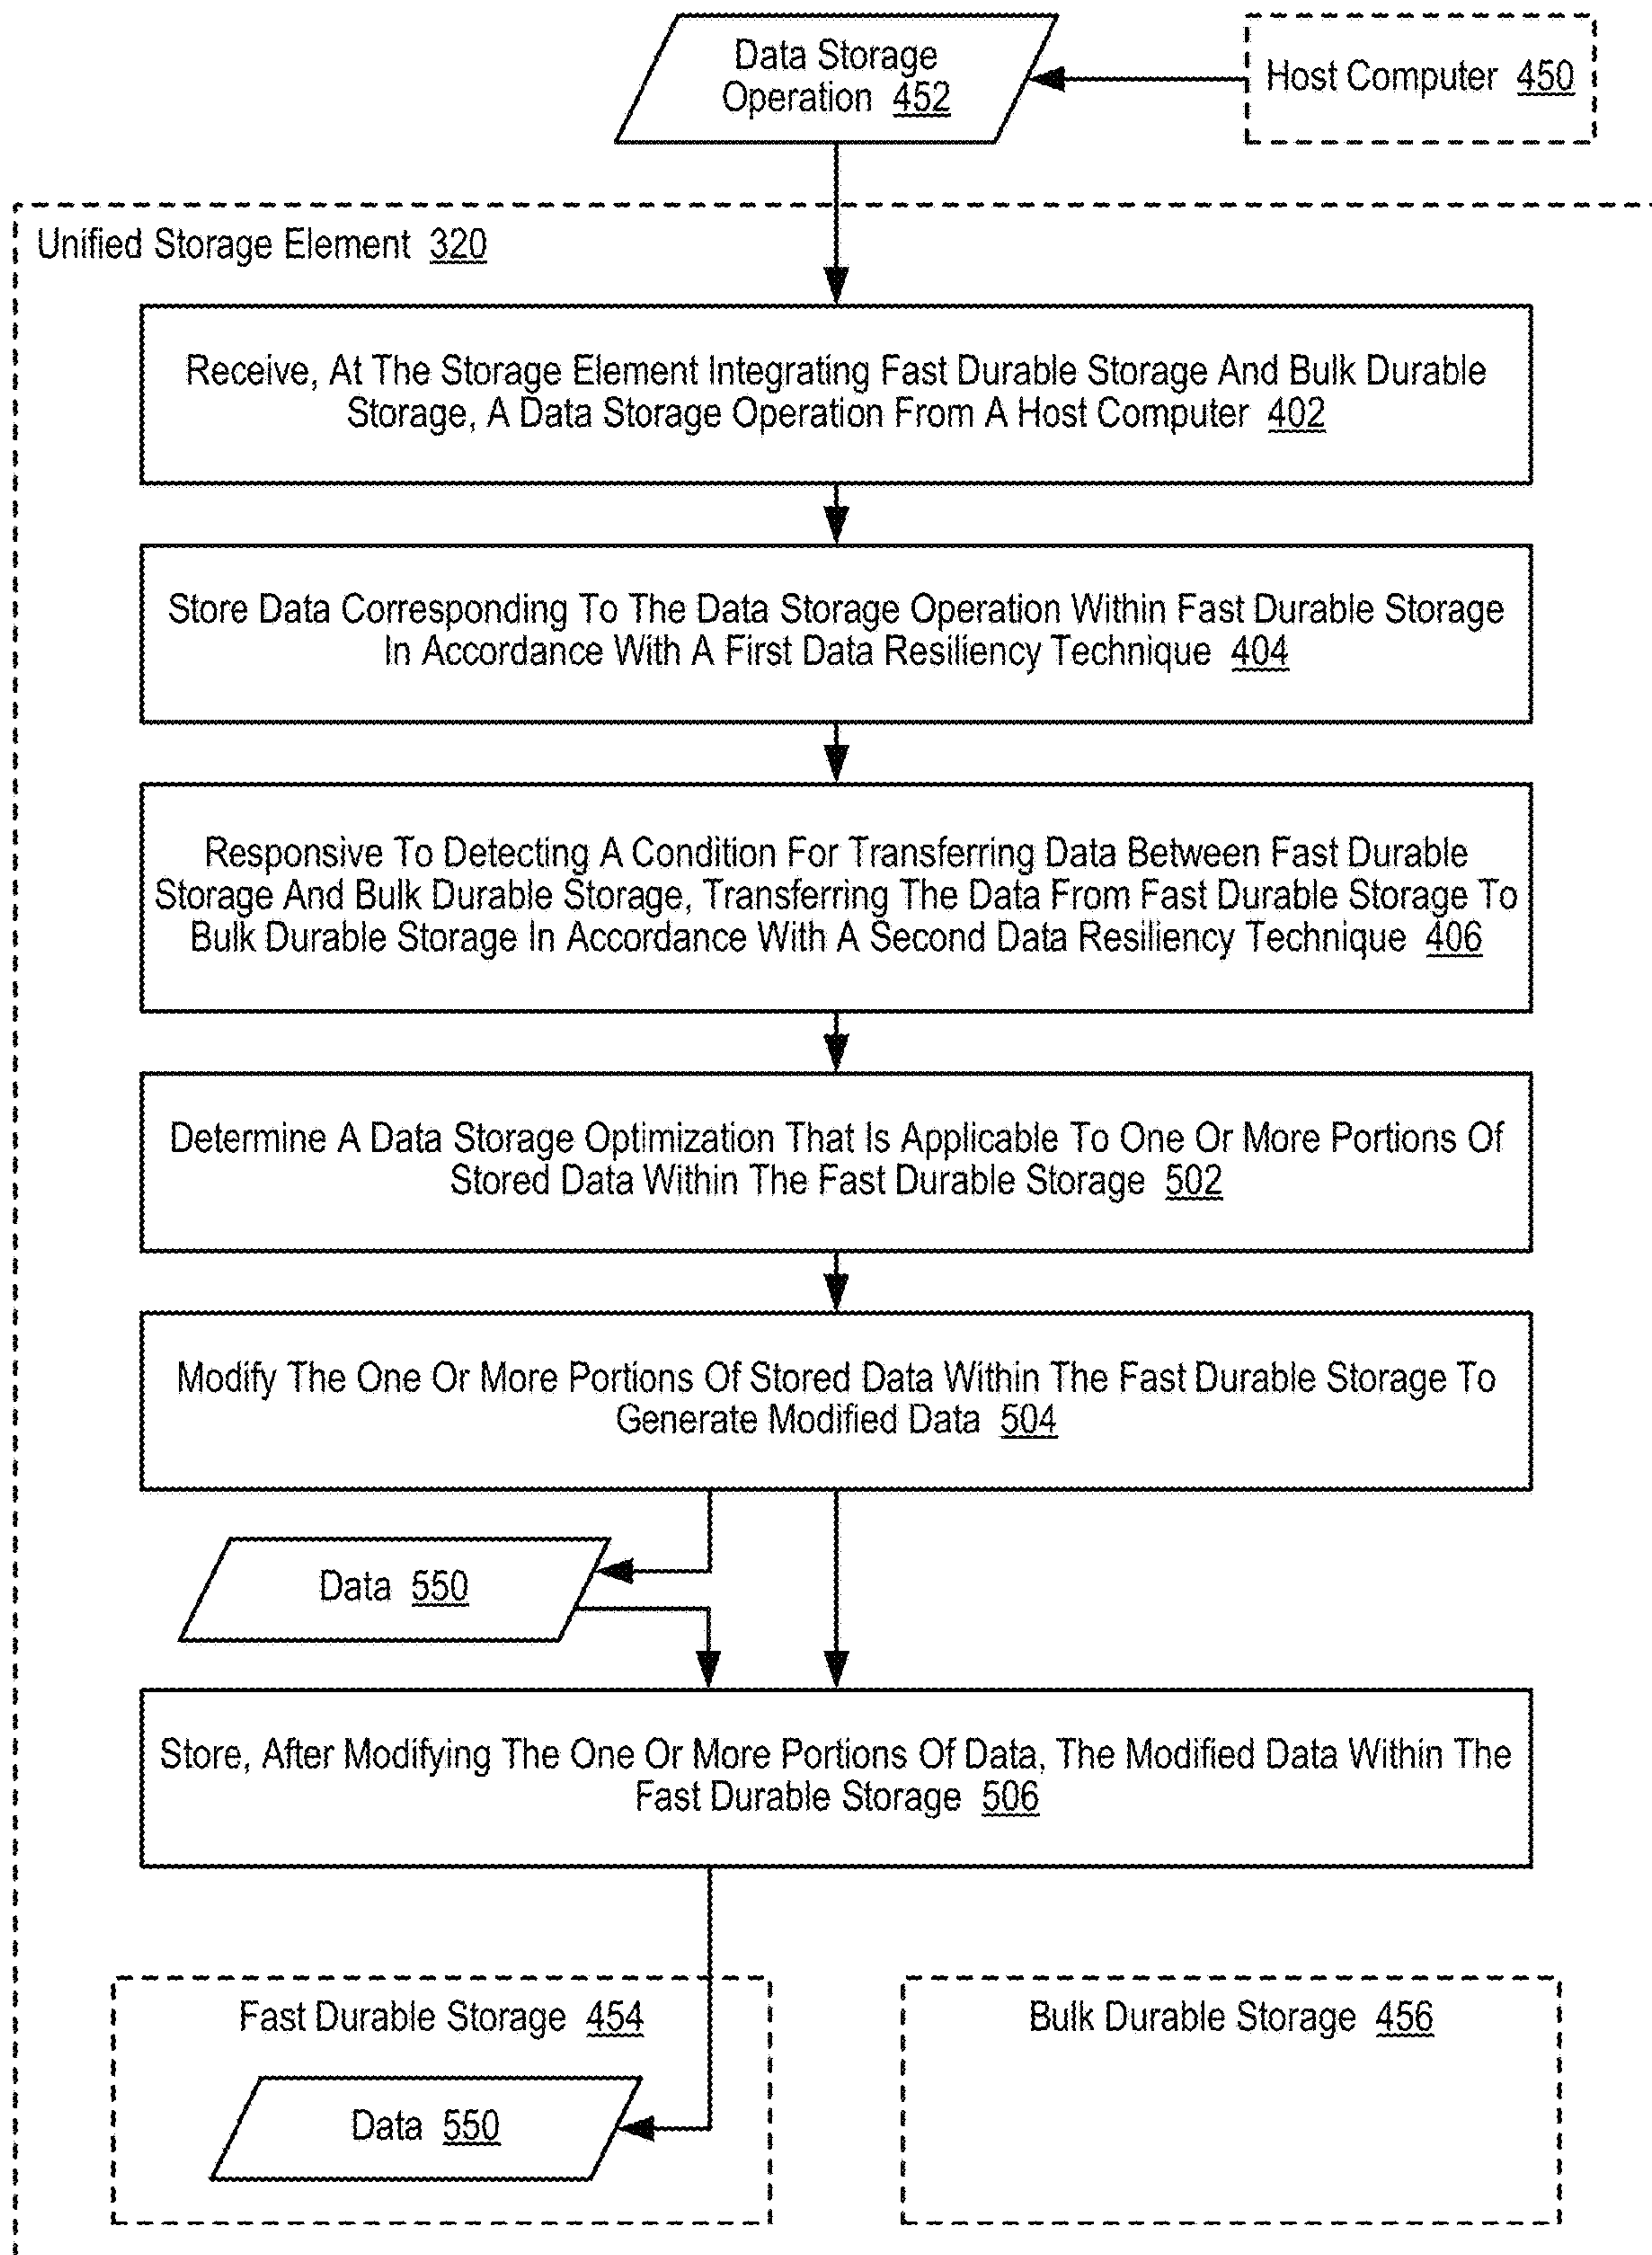 Data Storage
Operation 452
Host Computer 450
Unified Storage Element 320
Receive, At The Storage Element Integrating Fast Durable Storage And Bulk Durable
Storage, A Data Storage Operation From A Host Computer 402
Store Data Corresponding To The Data Storage Operation Within Fast Durable Storage
In Accordance With A First Data Resiliency Technique 404
Responsive To Detecting A Condition For Transferring Data Between Fast Durable
Storage And Bulk Durable Storage, Transferring The Data From Fast Durable Storage To
Bulk Durable Storage In Accordance With A Second Data Resiliency Technique 406
Determine A Data Storage Optimization That Is Applicable To One Or More Portions Of
Stored Data Within The Fast Durable Storage 502
Modify The One Or More Portions Of Stored Data Within The Fast Durable Storage To
Generate Modified Data 504
Data 550
Store, After Modifying The One Or More Portions Of Data, The Modified Data Within The
Fast Durable Storage 506
Fast Durable Storage 454
Data 550
Bulk Durable Storage 456